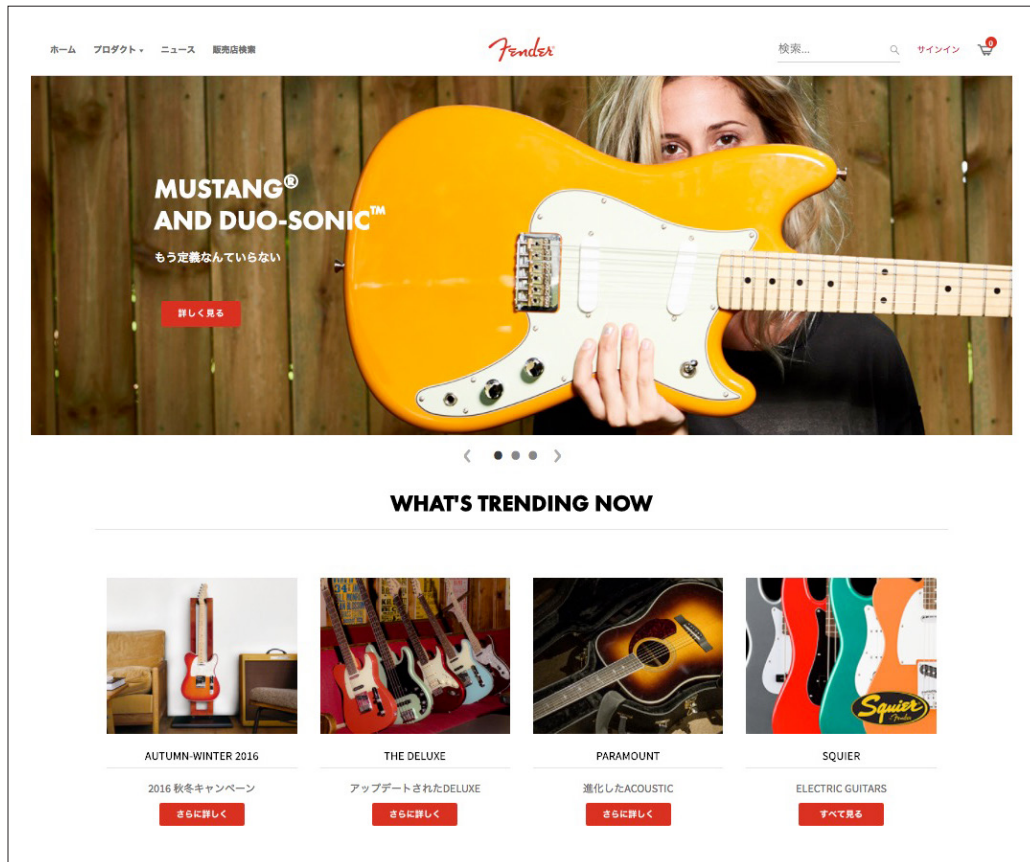 ホーム プロダクト ニュース 販売店検索 Fender 検索... サインイン 0
MUSTANG®
AND DUO-SONIC™
もう定義なんていらない
詳しく見る
WHAT'S TRENDING NOW
Squier
Fender
AUTUMN-WINTER 2016 THE DELUXE PARAMOUNT SQUIER
2016 秋冬キャンペーン アップデートされたDELUXE 進化したACOUSTIC ELECTRIC GUITARS
さらに詳しく さらに詳しく さらに詳しく すべて見る